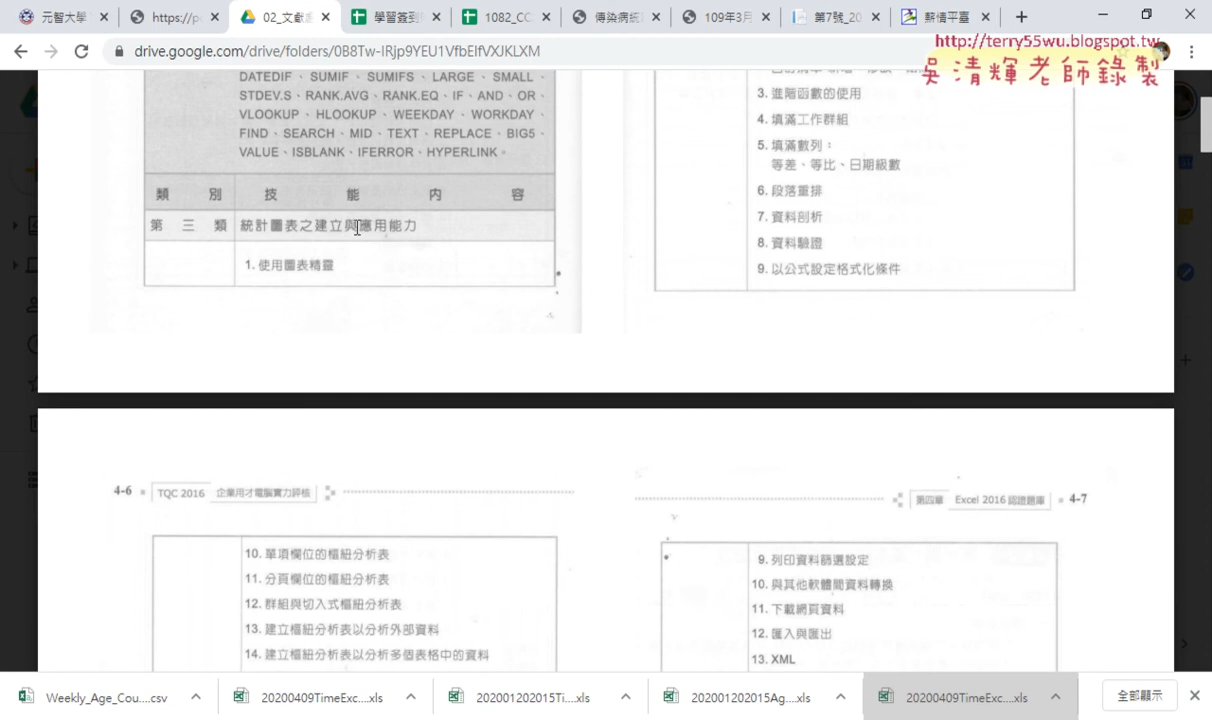 元智大學
https://p
02_文獻
學習簽到
1082_CC
傳染病統
109年3月
第7號_20
薪情平臺
drive.google.com/drive/folders/0B8Tw-IRjp9YEU1VfbElfVXJKLXM
http://terry55wu.blogspot.tw
吳清輝老師錄製
DATEDIF、SUMIF、SUMIFS、LARGE、SMALL、
STDEV.S、RANK.AVG、RANK.EQ、IF、AND、OR、
VLOOKUP、HLOOKUP、WEEKDAY、WORKDAY、
FIND、SEARCH、MID、TEXT、REPLACE、BIG5、
VALUE、ISBLANK、IFERROR、HYPERLINK。
類別 技能內容
第三類 統計圖表之建立與應用能力
1. 使用圖表精靈
3. 進階函數的使用
4. 填滿工作群組
5. 填滿數列：
等差、等比、日期級數
6. 段落重排
7. 資料剖析
8. 資料驗證
9. 以公式設定格式化條件
4-6 TQC 2016 企業用才電腦實力評核
10. 單項欄位的樞紐分析表
11. 分頁欄位的樞紐分析表
12. 群組與切入式樞紐分析表
13. 建立樞紐分析表以分析外部資料
14. 建立樞紐分析表以分析多個表格中的資料
第四章 Excel 2016 認證題庫 4-7
9. 列印資料篩選設定
10. 與其他軟體間資料轉換
11. 下載網頁資料
12. 匯入與匯出
13. XML
Weekly_Age_Cou....csv
20200409TimeExc....xls
202001202015Ti....xls
202001202015Ag....xls
20200409TimeExc....xls
全部顯示